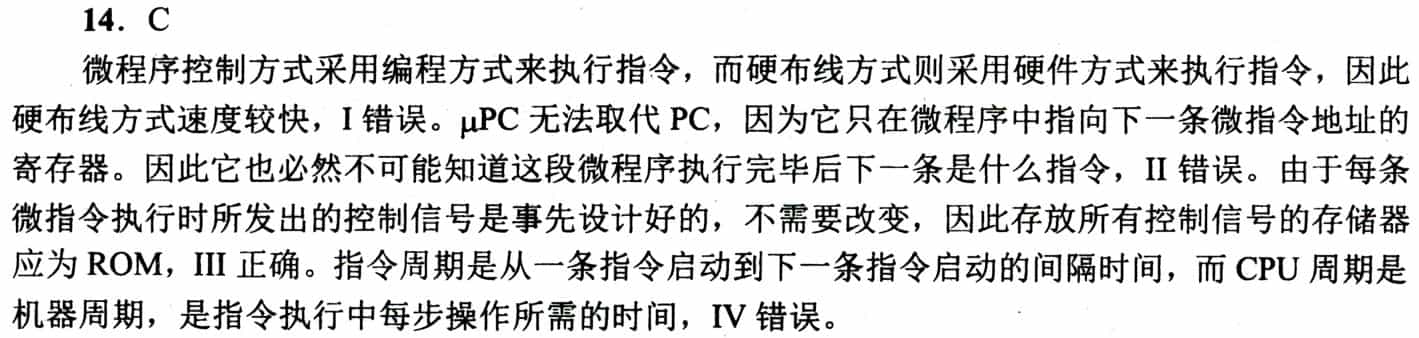 14. C
微程序控制方式采用编程方式来执行指令，而硬布线方式则采用硬件方式来执行指令，因此
硬布线方式速度较快，I 错误。μPC 无法取代 PC，因为它只在微程序中指向下一条微指令地址的
寄存器。因此它也必然不可能知道这段微程序执行完毕后下一条是什么指令，II 错误。由于每条
微指令执行时所发出的控制信号是事先设计好的，不需要改变，因此存放所有控制信号的存储器
应为 ROM，III 正确。指令周期是从一条指令启动到下一条指令启动的间隔时间，而 CPU 周期是
机器周期，是指令执行中每步操作所需的时间，IV 错误。